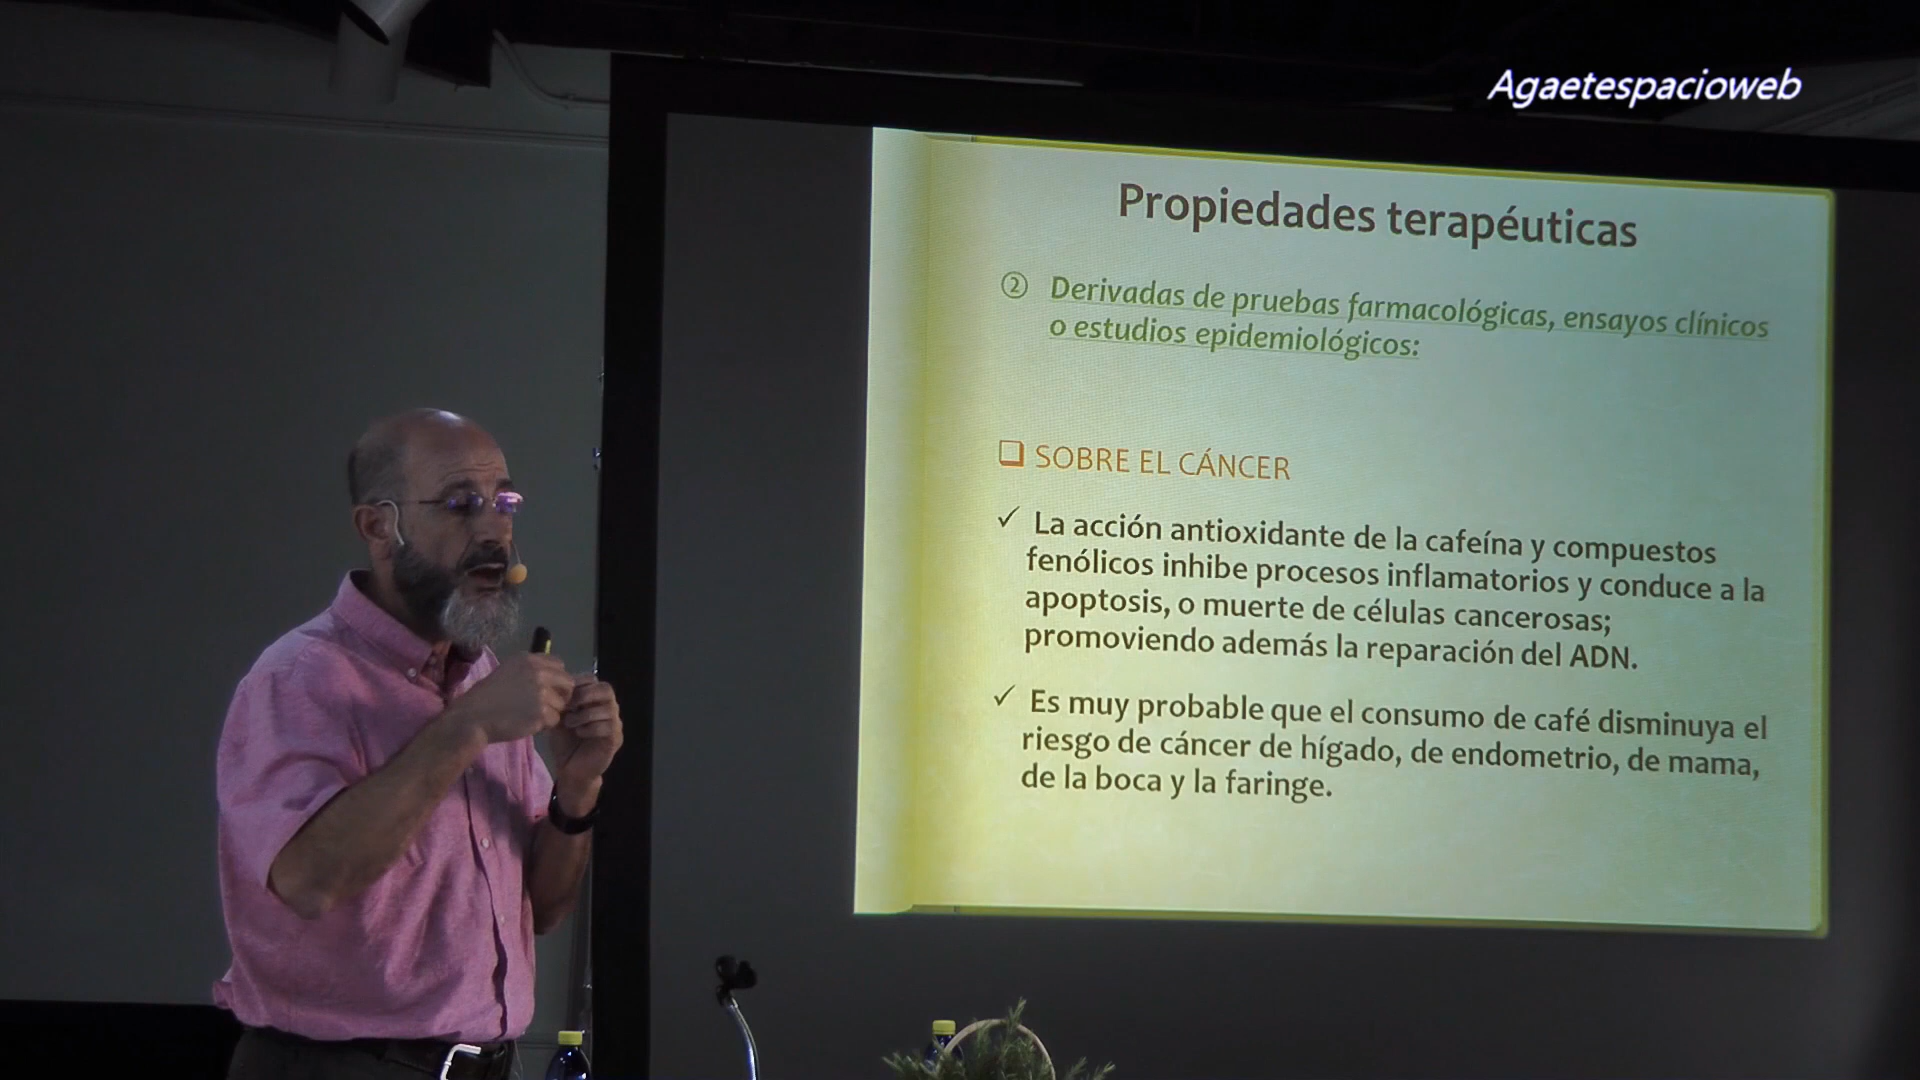 Agaetespacioweb
Propiedades terapéuticas
② Derivadas de pruebas farmacológicas, ensayos clínicos
o estudios epidemiológicos:
❑ SOBRE EL CÁNCER
✓ La acción antioxidante de la cafeína y compuestos
fenólicos inhibe procesos inflamatorios y conduce a la
apoptosis, o muerte de células cancerosas;
promoviendo además la reparación del ADN.
✓ Es muy probable que el consumo de café disminuya el
riesgo de cáncer de hígado, de endometrio, de mama,
de la boca y la faringe.